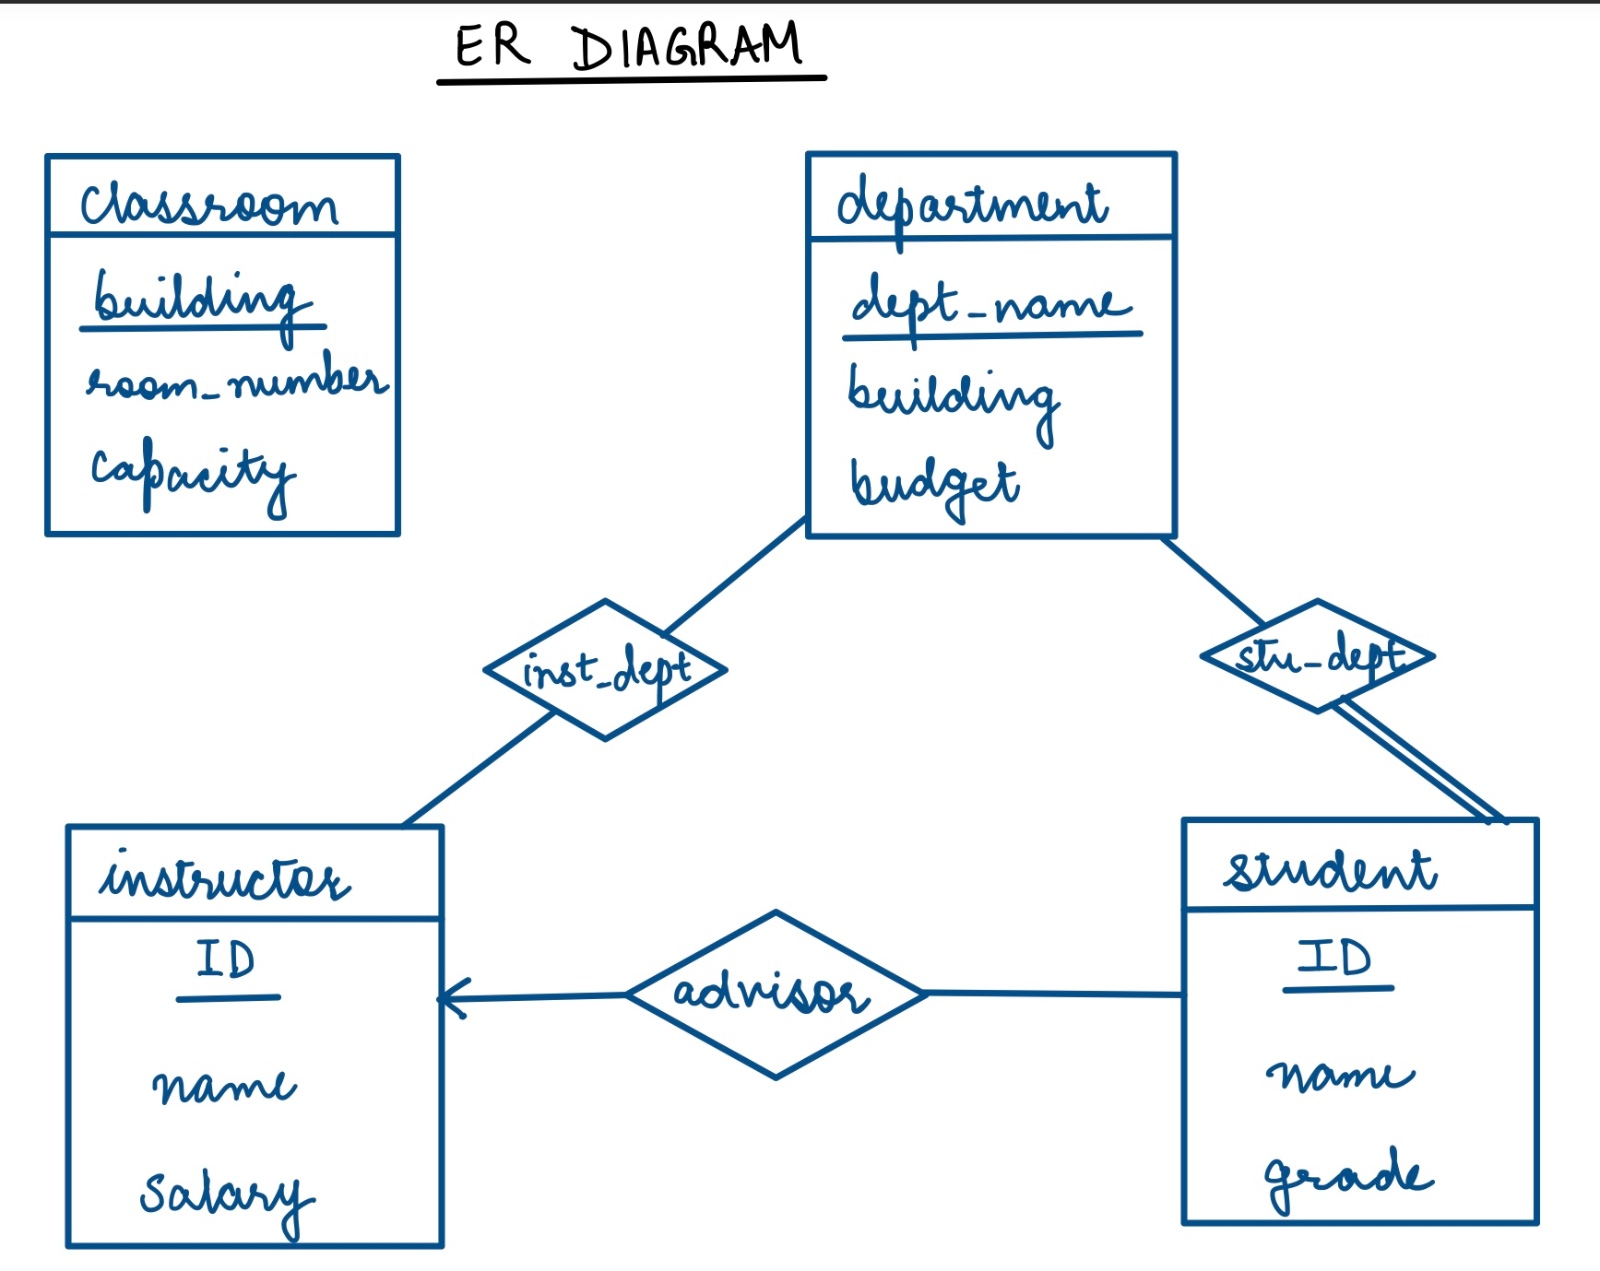 ER DIAGRAM
classroom
building
room_number
capacity
department
dept_name
building
budget
inst_dept
stu_dept
instructor
ID
name
salary
advisor
student
ID
name
grade